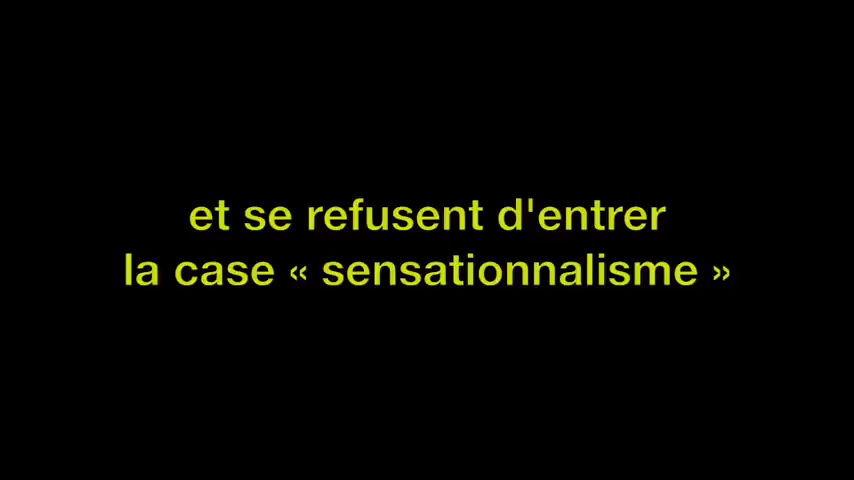 et se refusent d'entrer
la case « sensationnalisme »